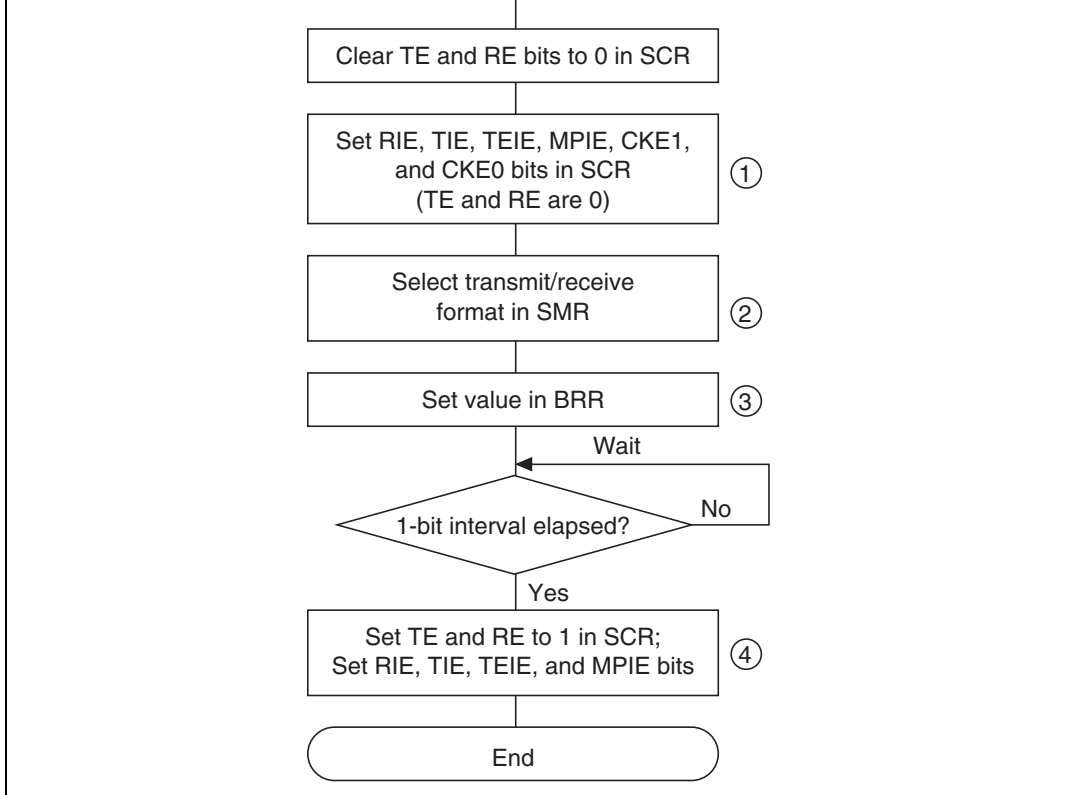 Clear TE and RE bits to 0 in SCR
Set RIE, TIE, TEIE, MPIE, CKE1,
and CKE0 bits in SCR
(TE and RE are 0)
1
Select transmit/receive
format in SMR
2
Set value in BRR
3
Wait
1-bit interval elapsed?
No
Yes
Set TE and RE to 1 in SCR;
Set RIE, TIE, TEIE, and MPIE bits
4
End